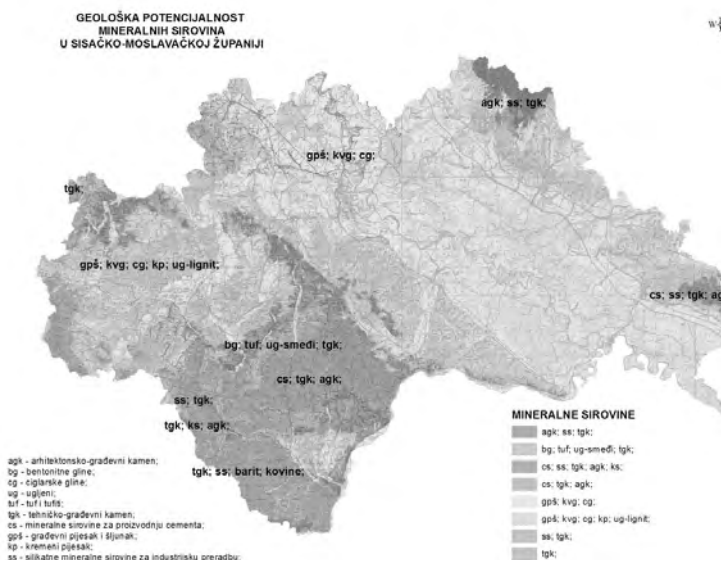 GEOLOŠKA POTENCIJALNOST
MINERALNIH SIROVINA
U SISAČKO-MOSLAVAČKOJ ŽUPANIJI
W
agk; ss; tgk;
gpš; kvg; cg;
tgk;
gpš; kvg; cg; kp; ug-lignit;
cs; ss; tgk; ag
bg; tuf; ug-smeđi; tgk;
cs; tgk; agk;
ss; tgk;
tgk; ks; agk;
tgk; ss; barit; kovine;
MINERALNE SIROVINE
agk; ss; tgk;
bg; tuf; ug-smeđi; tgk;
cs; ss; tgk; agk; ks;
cs; tgk; agk;
gpš; kvg; cg;
gpš; kvg; cg; kp; ug-lignit;
ss; tgk;
tgk;
agk - arhitektonsko-građevni kamen;
bg - bentonitne gline;
cg - ciglarske gline;
ug - ugljeni;
tuf - tuf i tufiti;
tgk - tehničko-građevni kamen;
cs - mineralne sirovine za proizvodnju cementa;
gpš - građevni pijesak i šljunak;
kp - kremeni pijesak;
ss - silikatne mineralne sirovine za industrijsku preradbu;